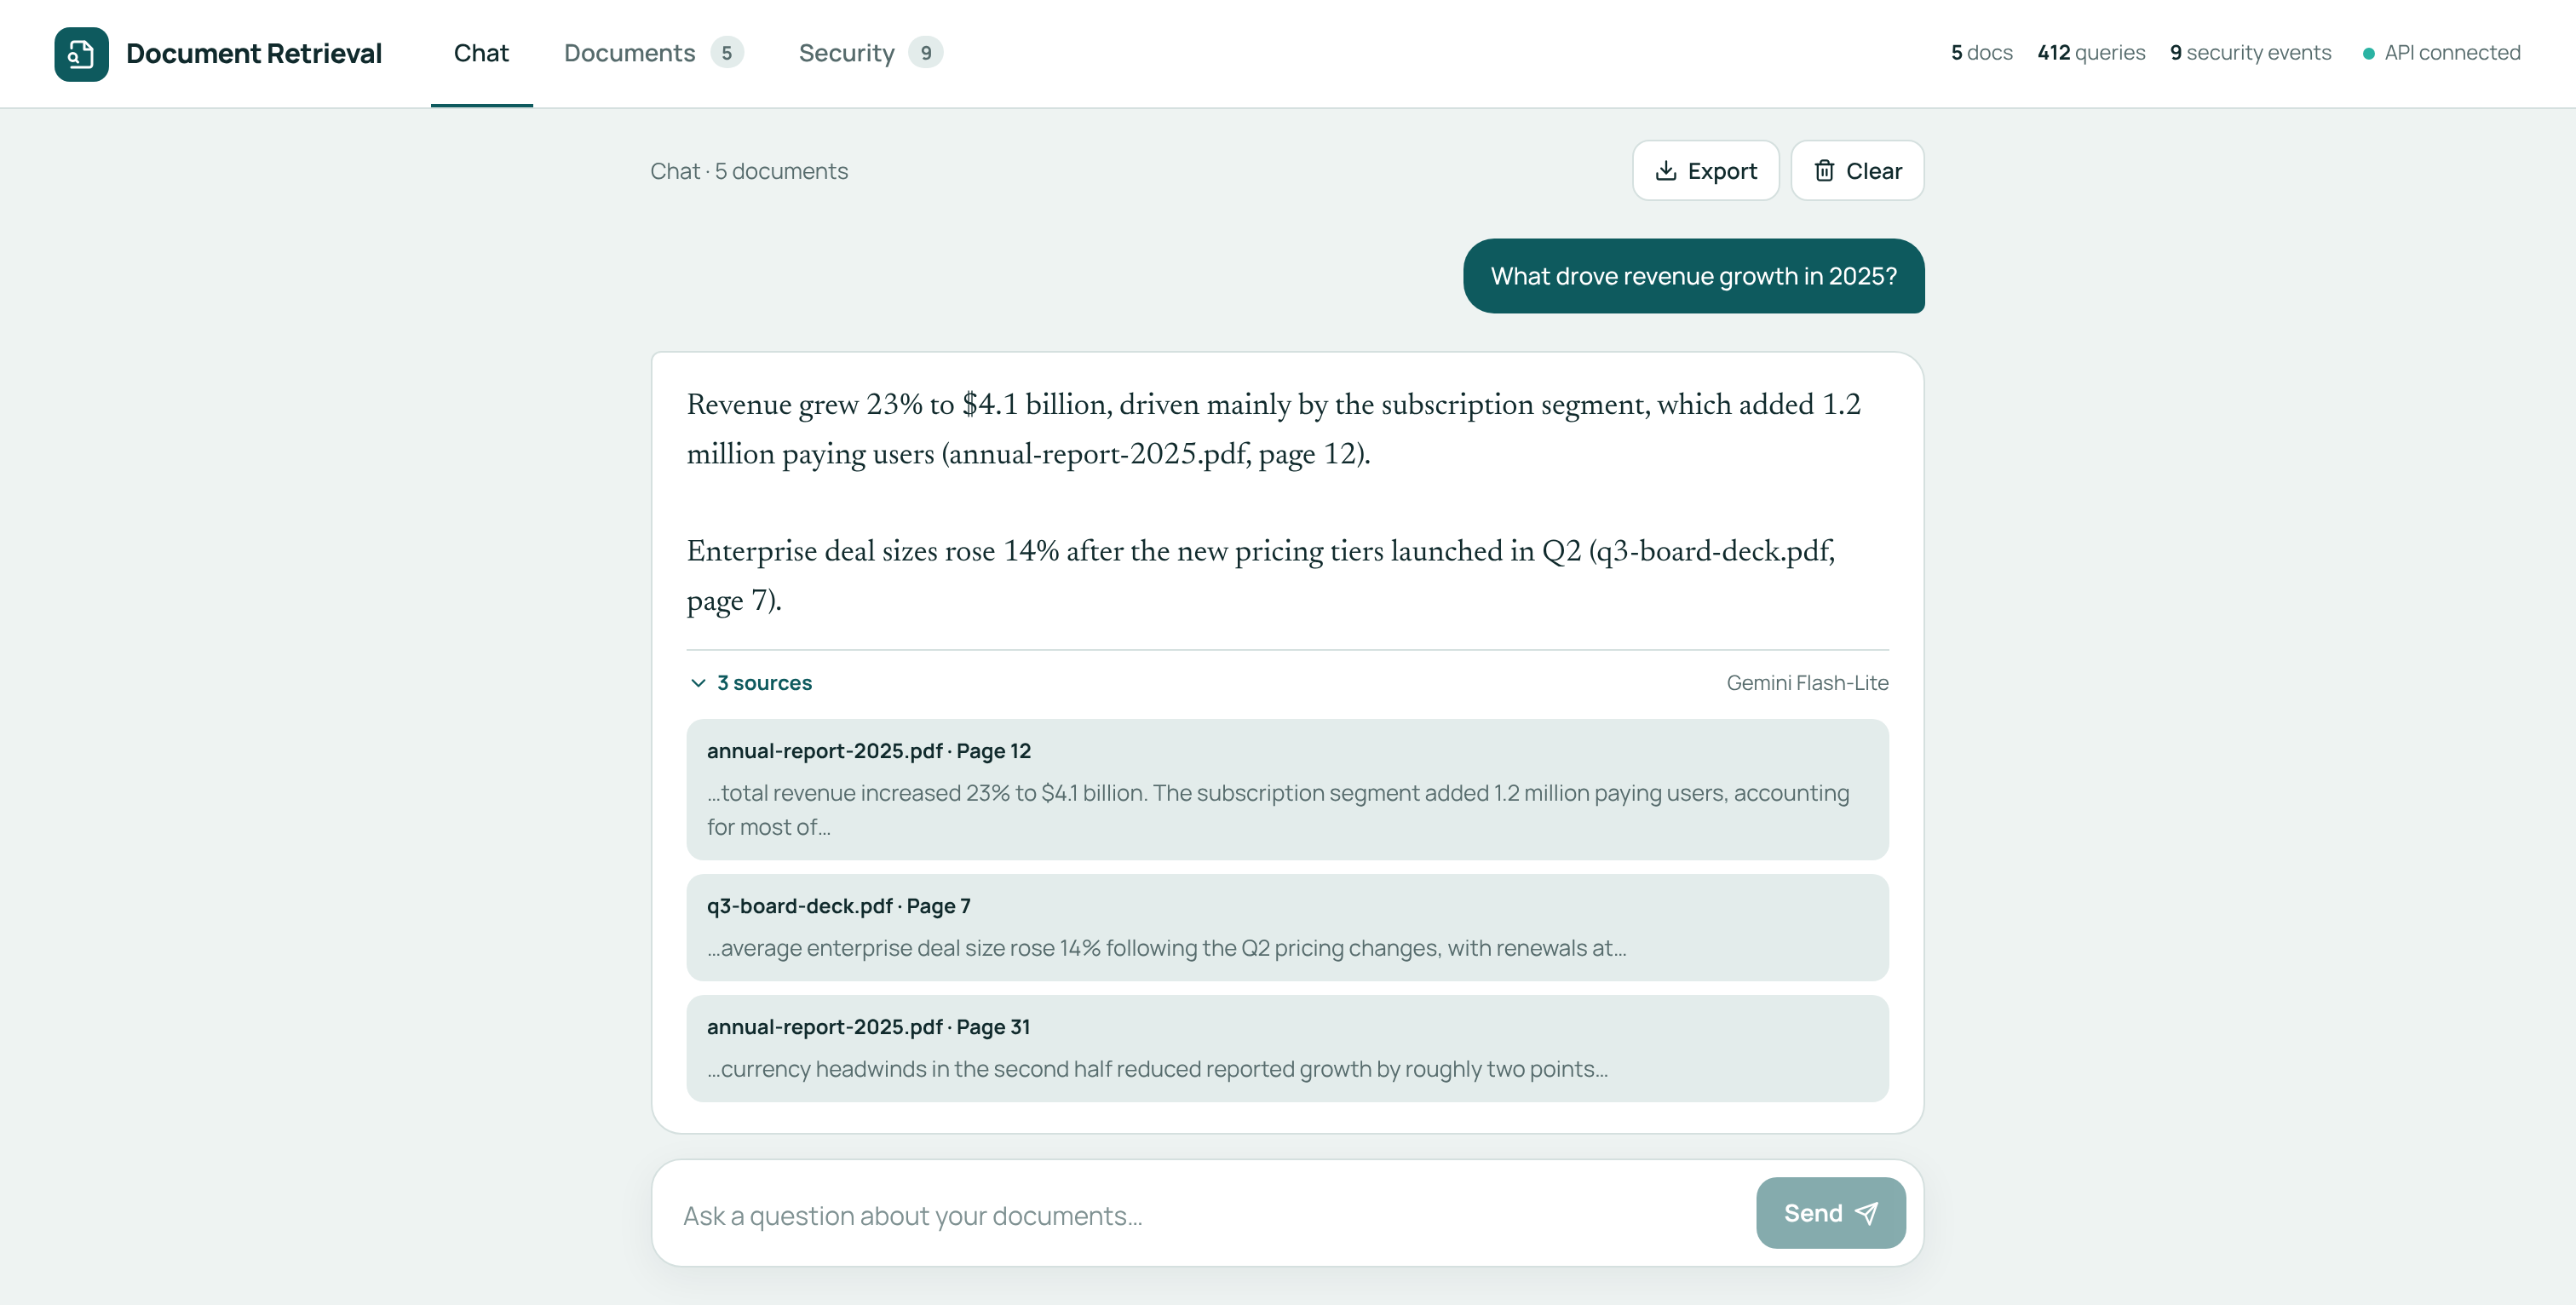 Document Retrieval
Chat
Documents 5
Security 9
5 docs 412 queries 9 security events API connected
Chat · 5 documents
Export
Clear
What drove revenue growth in 2025?
Revenue grew 23% to $4.1 billion, driven mainly by the subscription segment, which added 1.2
million paying users (annual-report-2025.pdf, page 12).
Enterprise deal sizes rose 14% after the new pricing tiers launched in Q2 (q3-board-deck.pdf,
page 7).
3 sources
Gemini Flash-Lite
annual-report-2025.pdf · Page 12
…total revenue increased 23% to $4.1 billion. The subscription segment added 1.2 million paying users, accounting
for most of…
q3-board-deck.pdf · Page 7
…average enterprise deal size rose 14% following the Q2 pricing changes, with renewals at…
annual-report-2025.pdf · Page 31
…currency headwinds in the second half reduced reported growth by roughly two points…
Ask a question about your documents…
Send